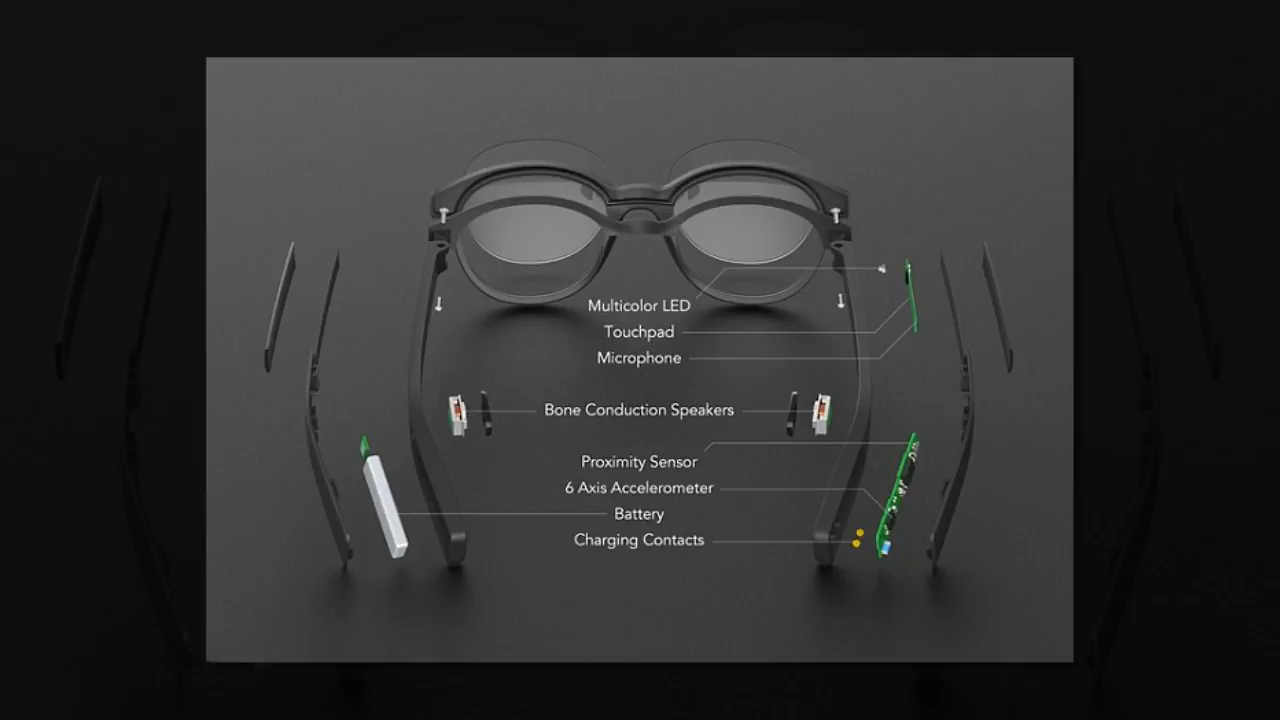 Multicolor LED
Touchpad
Microphone
Bone Conduction Speakers
Proximity Sensor
6 Axis Accelerometer
Battery
Charging Contacts